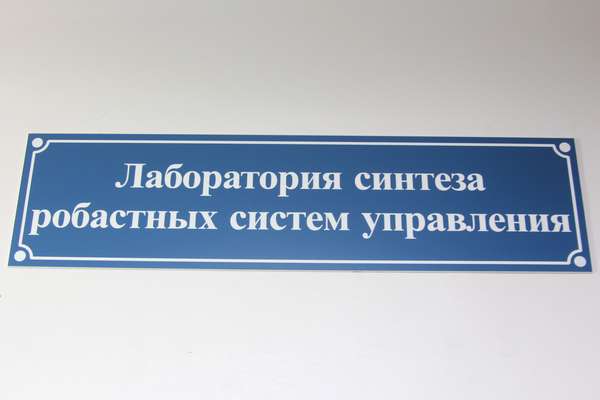 Лаборатория синтеза
робастных систем управления